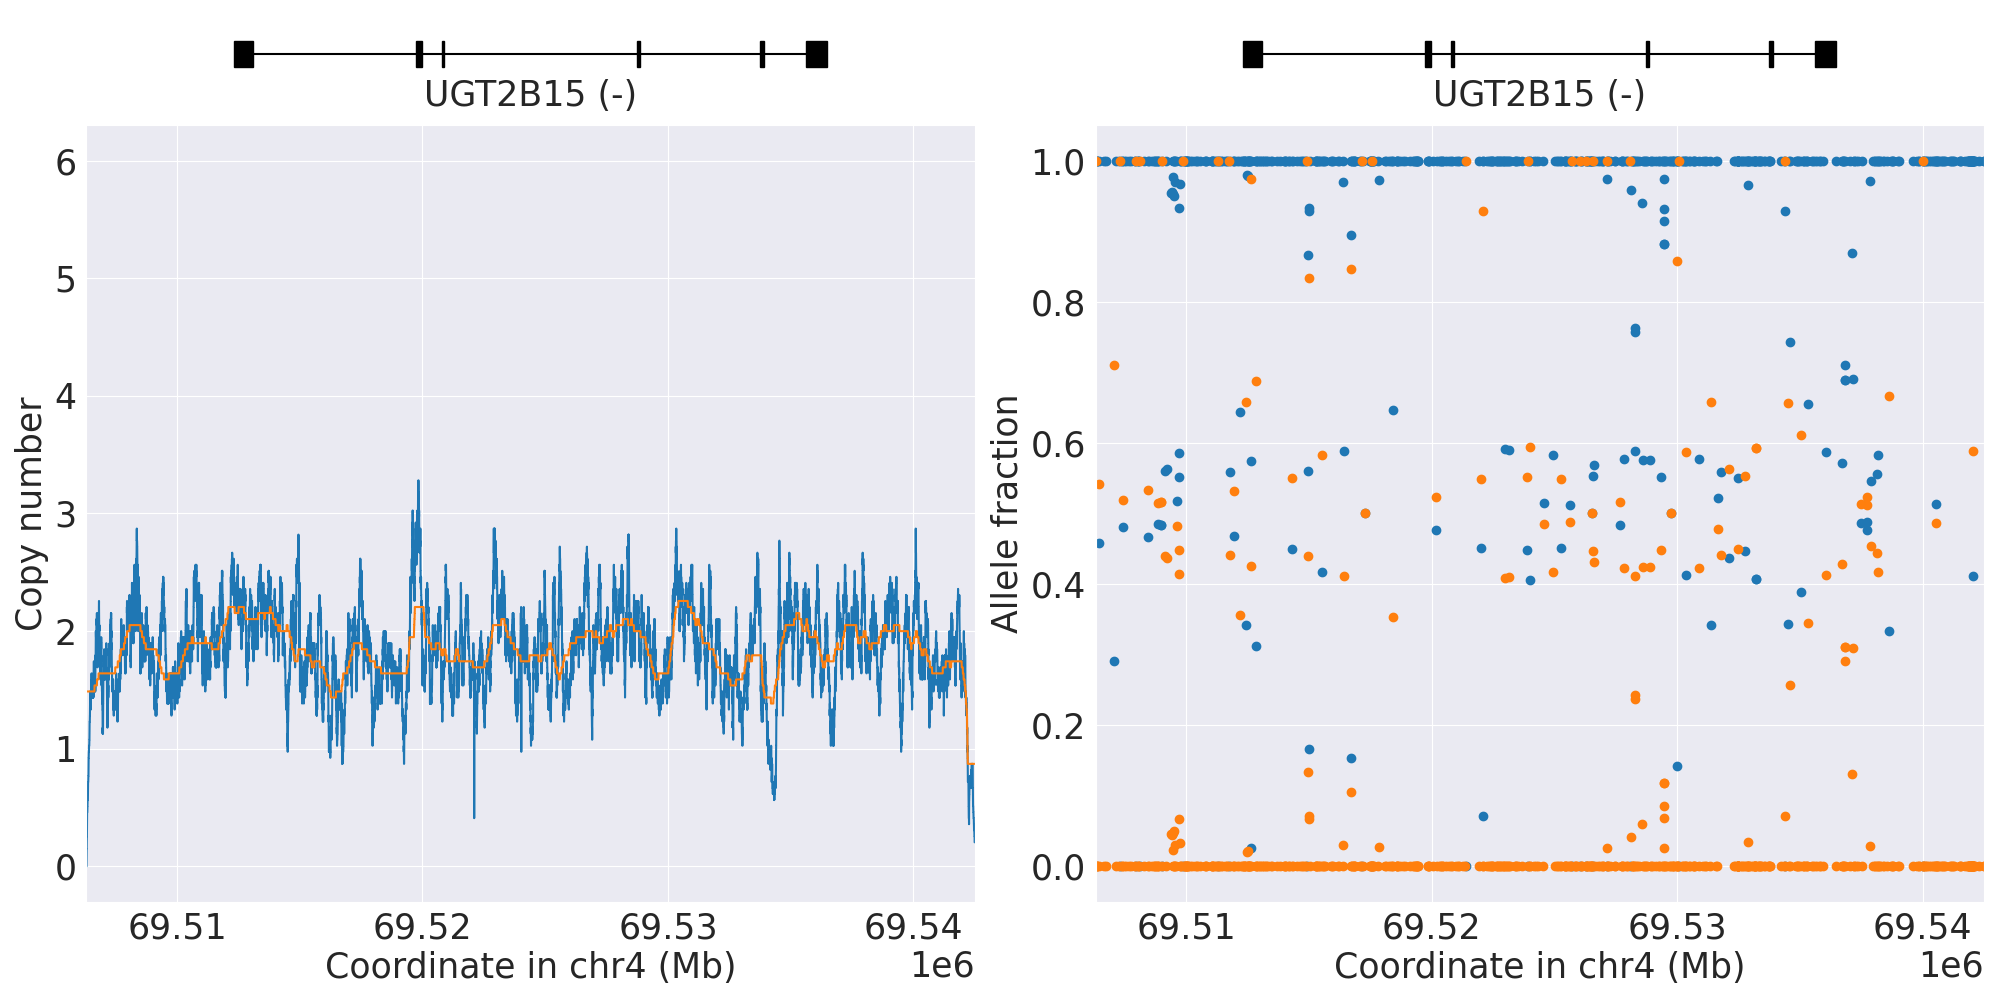 UGT2B15 (-)
6
5
4
3
2
1
0
Copy number
69.51
69.52
69.53
69.54
Coordinate in chr4 (Mb)
1e6
UGT2B15 (-)
1.0
0.8
0.6
0.4
0.2
0.0
Allele fraction
69.51
69.52
69.53
69.54
Coordinate in chr4 (Mb)
1e6